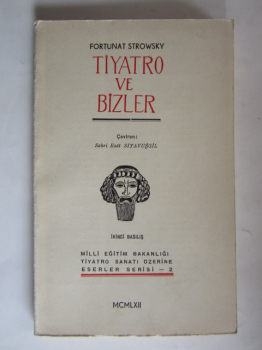 FORTUNAT STROWSKY
TİYATRO
VE
BİZLER
Çeviren:
Sabri Esat SİYAVUŞGİL
İKİNCİ BASILIŞ
MİLLİ EĞİTİM BAKANLIĞI
TİYATRO SANATI ÜZERİNE
ESERLER SERİSİ — 2
MCMLXII